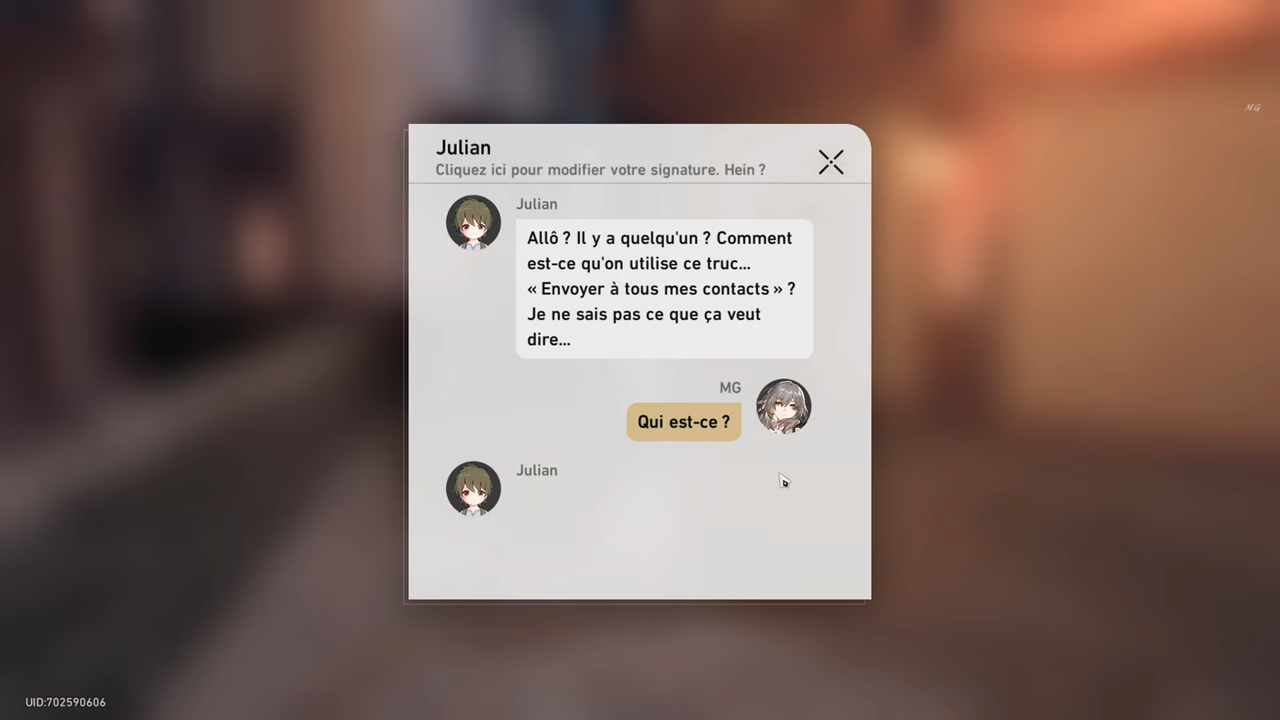 MG
Julian
Cliquez ici pour modifier votre signature. Hein ?
Julian
Allô ? Il y a quelqu'un ? Comment
est-ce qu'on utilise ce truc...
« Envoyer à tous mes contacts » ?
Je ne sais pas ce que ça veut
dire...
MG
Qui est-ce ?
Julian
UID:702590606